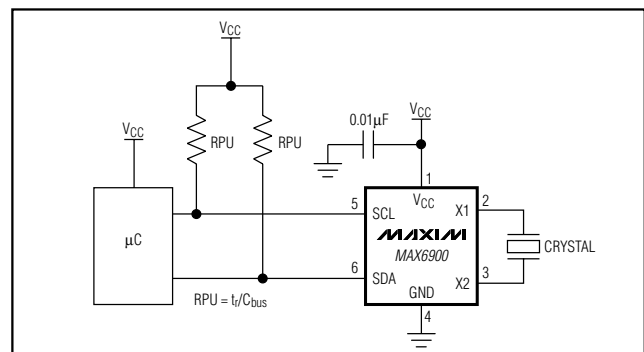 VCC
VCC
0.01μF
VCC
RPU
RPU
1
VCC
5
SCL
X1
2
μC
MAXIM
MAX6900
CRYSTAL
6
SDA
X2
3
RPU = tr/Cbus
GND
4